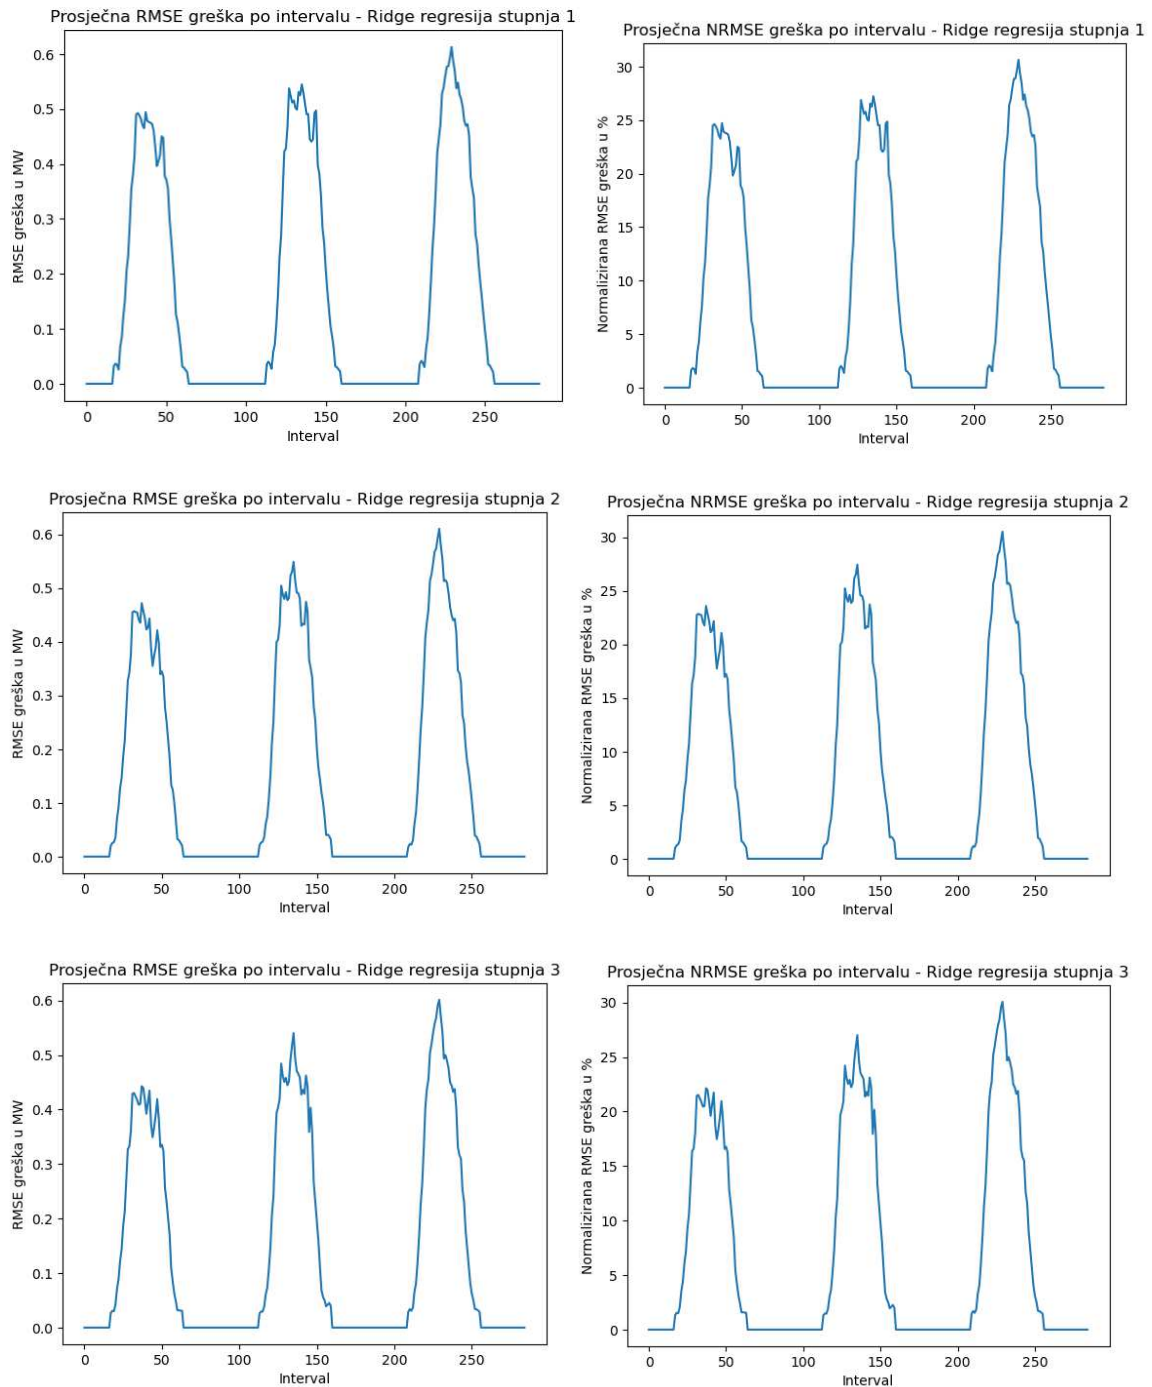 Prosječna RMSE greška po intervalu - Ridge regresija stupnja 1
RMSE greška u MW
0.6
0.5
0.4
0.3
0.2
0.1
0.0
0 50 100 150 200 250
Interval
Prosječna NRMSE greška po intervalu - Ridge regresija stupnja 1
Normalizirana RMSE greška u %
30
25
20
15
10
5
0
0 50 100 150 200 250
Interval
Prosječna RMSE greška po intervalu - Ridge regresija stupnja 2
RMSE greška u MW
0.6
0.5
0.4
0.3
0.2
0.1
0.0
0 50 100 150 200 250
Interval
Prosječna NRMSE greška po intervalu - Ridge regresija stupnja 2
Normalizirana RMSE greška u %
30
25
20
15
10
5
0
0 50 100 150 200 250
Interval
Prosječna RMSE greška po intervalu - Ridge regresija stupnja 3
RMSE greška u MW
0.6
0.5
0.4
0.3
0.2
0.1
0.0
0 50 100 150 200 250
Interval
Prosječna NRMSE greška po intervalu - Ridge regresija stupnja 3
Normalizirana RMSE greška u %
30
25
20
15
10
5
0
0 50 100 150 200 250
Interval